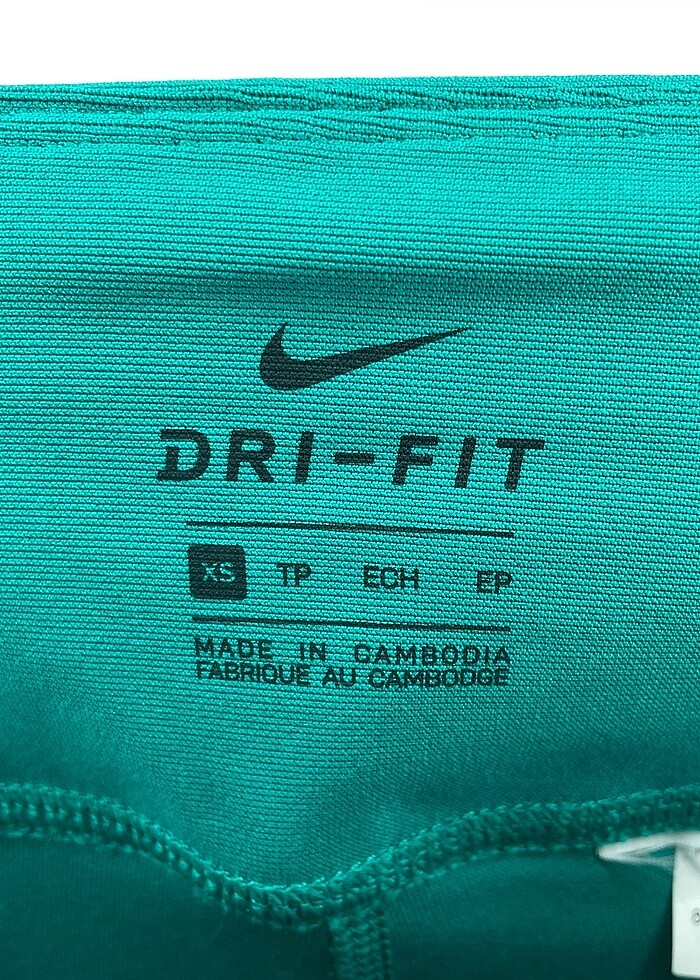 DRI-FIT
XS TP ECH EP
MADE IN CAMBODIA
FABRIQUE AU CAMBODGE